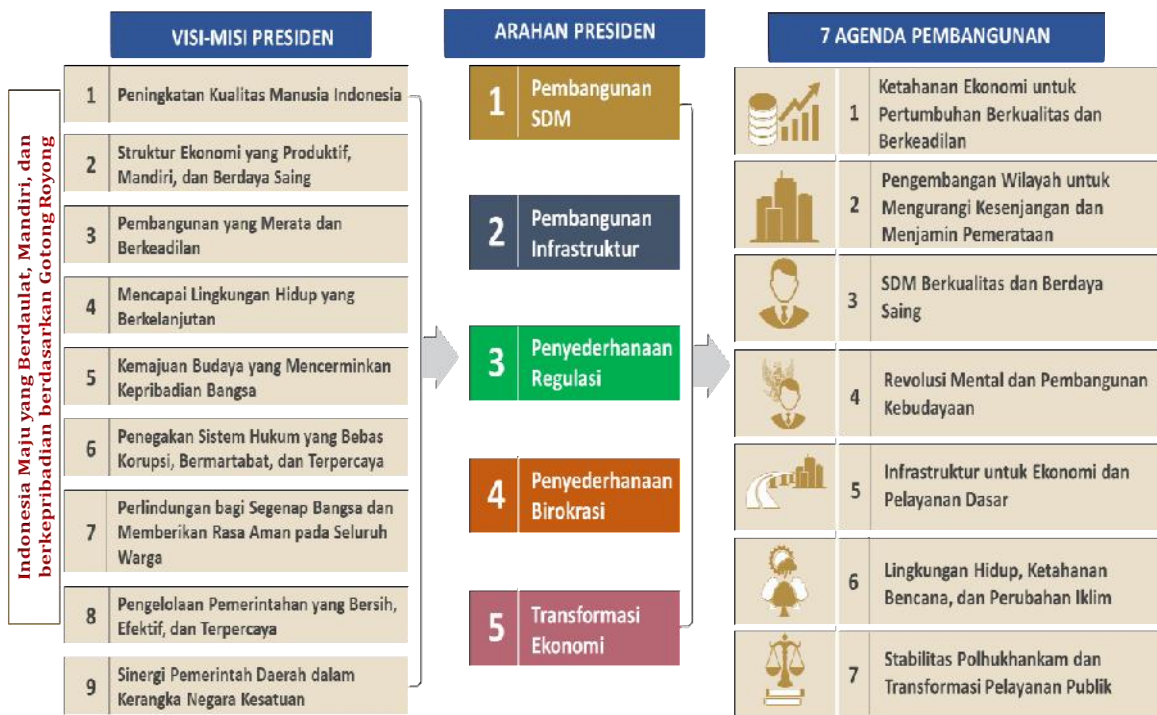 Indonesia Maju yang Berdaulat, Mandiri, dan
berkepribadian berdasarkan Gotong Royong
VISI-MISI PRESIDEN
1
Peningkatan Kualitas Manusia Indonesia
2
Struktur Ekonomi yang Produktif,
Mandiri, dan Berdaya Saing
3
Pembangunan yang Merata dan
Berkeadilan
4
Mencapai Lingkungan Hidup yang
Berkelanjutan
5
Kemajuan Budaya yang Mencerminkan
Kepribadian Bangsa
6
Penegakan Sistem Hukum yang Bebas
Korupsi, Bermartabat, dan Terpercaya
7
Perlindungan bagi Segenap Bangsa dan
Memberikan Rasa Aman pada Seluruh
Warga
8
Pengelolaan Pemerintahan yang Bersih,
Efektif, dan Terpercaya
9
Sinergi Pemerintah Daerah dalam
Kerangka Negara Kesatuan
ARAHAN PRESIDEN
1
Pembangunan
SDM
2
Pembangunan
Infrastruktur
3
Penyederhanaan
Regulasi
4
Penyederhanaan
Birokrasi
5
Transformasi
Ekonomi
7 AGENDA PEMBANGUNAN
1
Ketahanan Ekonomi untuk
Pertumbuhan Berkualitas dan
Berkeadilan
2
Pengembangan Wilayah untuk
Mengurangi Kesenjangan dan
Menjamin Pemerataan
3
SDM Berkualitas dan Berdaya
Saing
4
Revolusi Mental dan Pembangunan
Kebudayaan
5
Infrastruktur untuk Ekonomi dan
Pelayanan Dasar
6
Lingkungan Hidup, Ketahanan
Bencana, dan Perubahan Iklim
7
Stabilitas Polhukhankam dan
Transformasi Pelayanan Publik